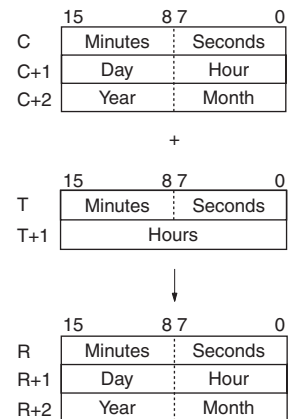 15 8 7 0
C Minutes Seconds
C+1 Day Hour
C+2 Year Month
+
15 8 7 0
T Minutes Seconds
T+1 Hours
15 8 7 0
R Minutes Seconds
R+1 Day Hour
R+2 Year Month